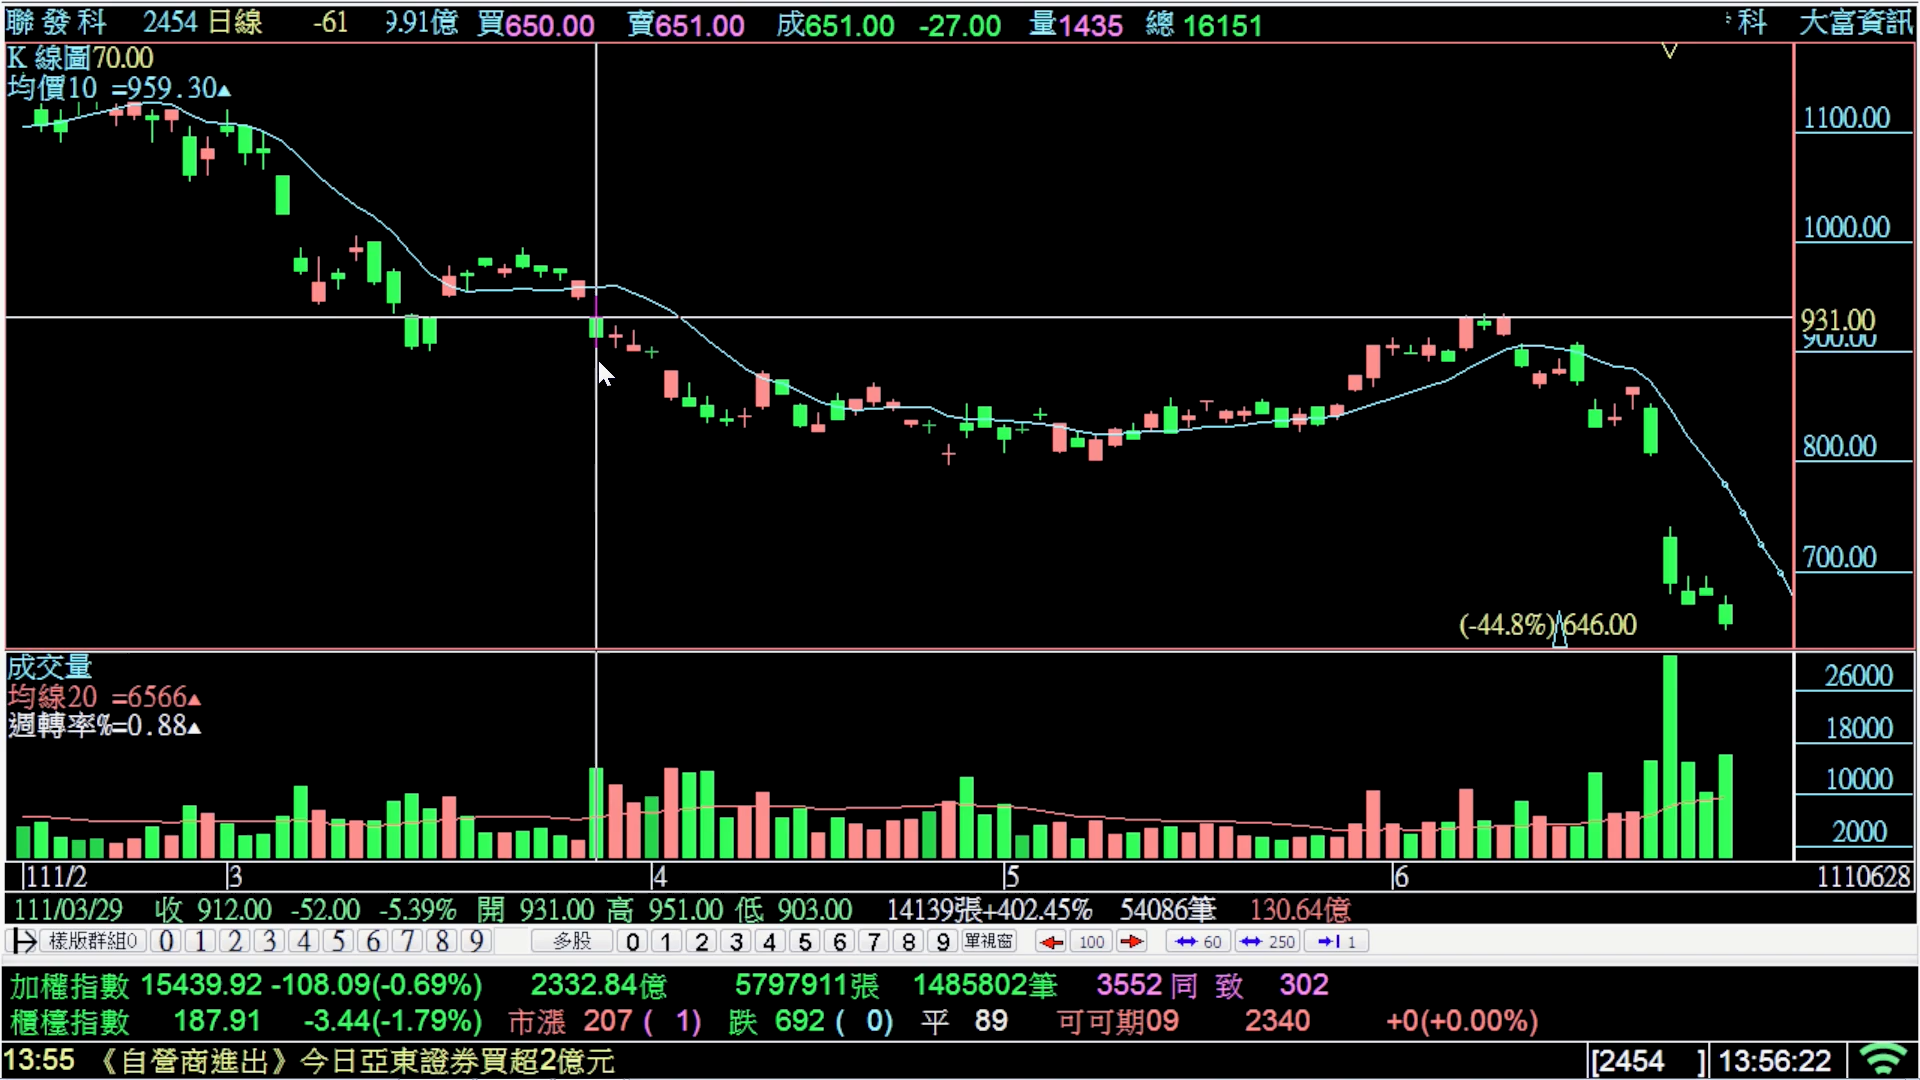 聯發科 2454 日線 -61 9.91億 買650.00 賣651.00 成651.00 -27.00 量1435 總 16151 科 大富資訊
K 線圖70.00
均價10 =959.30▲
1100.00
1000.00
931.00
900.00
800.00
700.00
(-44.8%) 646.00
成交量
均線20 =6566▲
週轉率%=0.88▲
26000
18000
10000
2000
111/2 3 4 5 6 1110628
111/03/29 收 912.00 -52.00 -5.39% 開 931.00 高 951.00 低 903.00 14139張+402.45% 54086筆 130.64億
樣版群組0 0 1 2 3 4 5 6 7 8 9 多股 0 1 2 3 4 5 6 7 8 9 單視窗 100 60 250 1
加權指數 15439.92 -108.09(-0.69%) 2332.84億 5797911張 1485802筆 3552 同 致 302
櫃檯指數 187.91 -3.44(-1.79%) 市漲 207 ( 1) 跌 692 ( 0) 平 89 可可期09 2340 +0(+0.00%)
13:55 《自營商進出》今日亞東證券買超2億元 [2454 ] 13:56:22